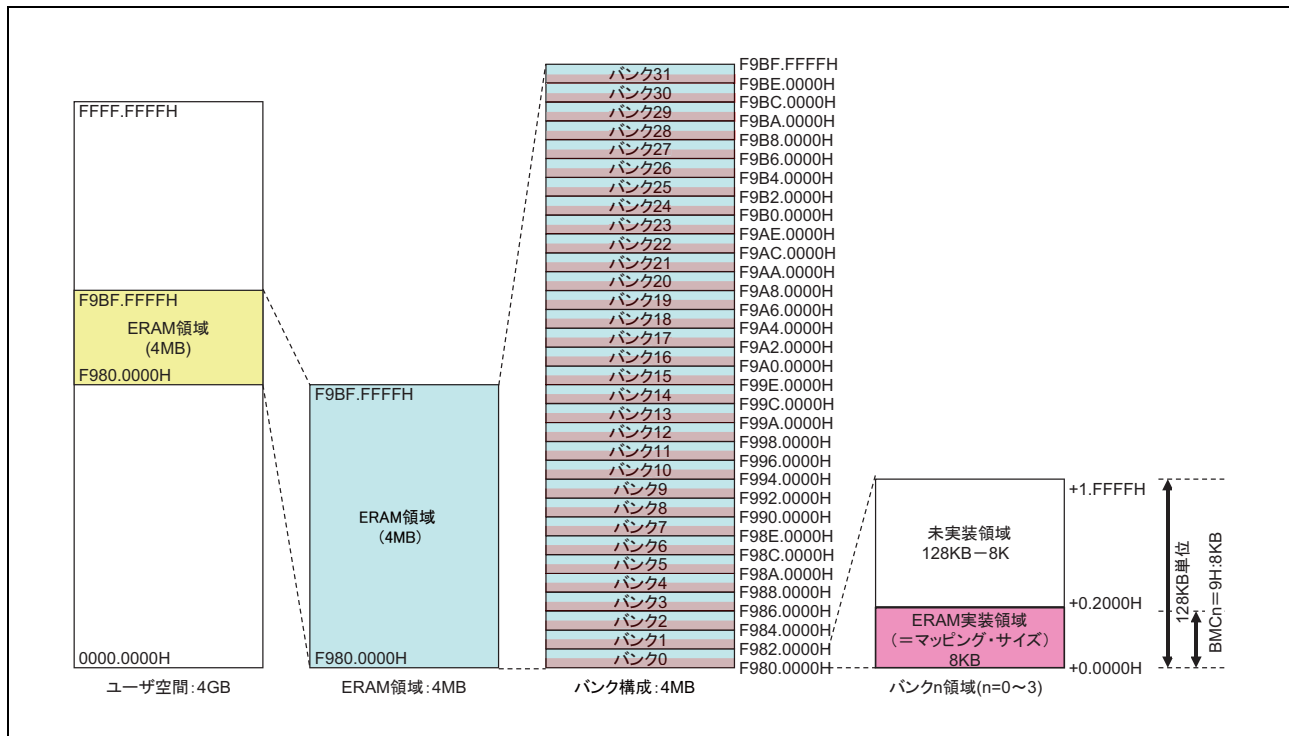 FFFF.FFFFH
F9BF.FFFFH
ERAM領域
(4MB)
F980.0000H
0000.0000H
ユーザ空間:4GB
F9BF.FFFFH
ERAM領域
(4MB)
F980.0000H
ERAM領域:4MB
バンク31
バンク30
バンク29
バンク28
バンク27
バンク26
バンク25
バンク24
バンク23
バンク22
バンク21
バンク20
バンク19
バンク18
バンク17
バンク16
バンク15
バンク14
バンク13
バンク12
バンク11
バンク10
バンク9
バンク8
バンク7
バンク6
バンク5
バンク4
バンク3
バンク2
バンク1
バンク0
F9BF.FFFFH
F9BE.0000H
F9BC.0000H
F9BA.0000H
F9B8.0000H
F9B6.0000H
F9B4.0000H
F9B2.0000H
F9B0.0000H
F9AE.0000H
F9AC.0000H
F9AA.0000H
F9A8.0000H
F9A6.0000H
F9A4.0000H
F9A2.0000H
F9A0.0000H
F99E.0000H
F99C.0000H
F99A.0000H
F998.0000H
F996.0000H
F994.0000H
F992.0000H
F990.0000H
F98E.0000H
F98C.0000H
F98A.0000H
F988.0000H
F986.0000H
F984.0000H
F982.0000H
F980.0000H
バンク構成:4MB
未実装領域
128KB－8K
ERAM実装領域
(=マッピング・サイズ)
8KB
+1.FFFFH
+0.2000H
+0.0000H
128KB単位
BMCn=9H:8KB
バンクn領域(n=0～3)